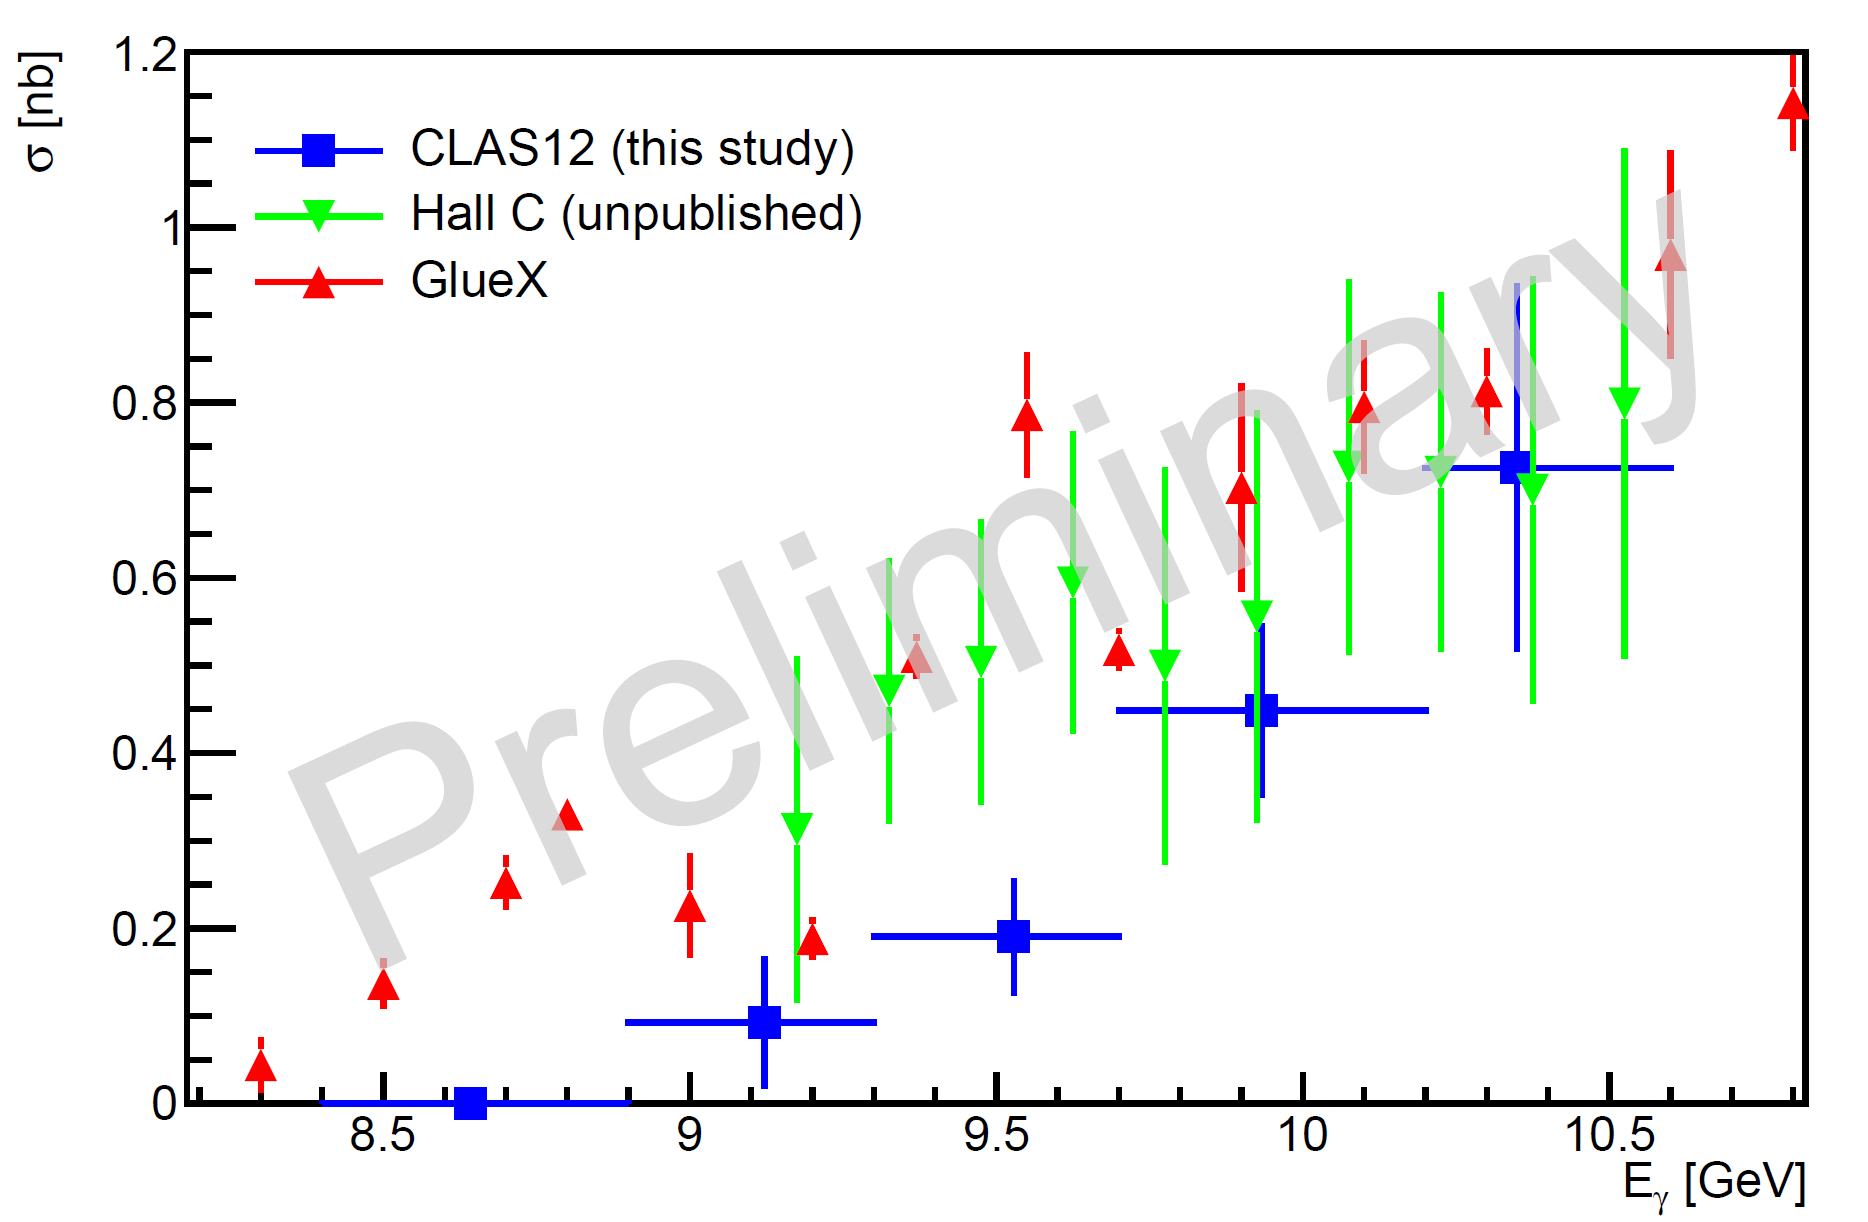 σ [nb]
1.2
1
0.8
0.6
0.4
0.2
0
CLAS12 (this study)
Hall C (unpublished)
GlueX
Preliminary
8.5
9
9.5
10
10.5
E_γ [GeV]